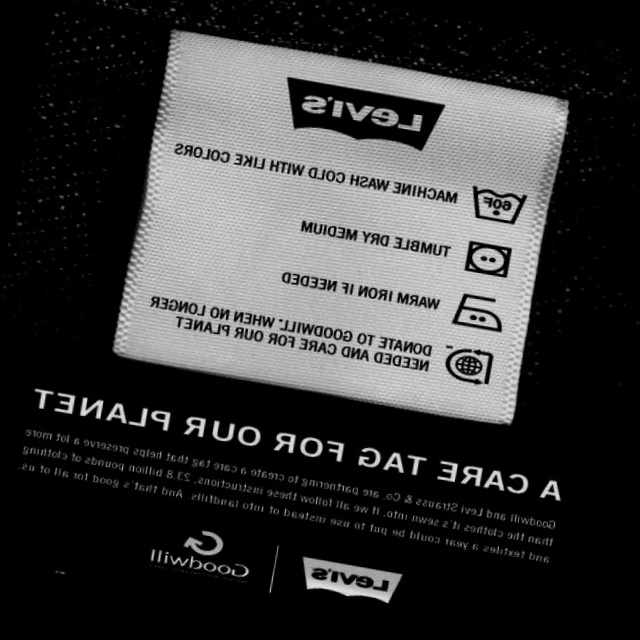 LEVI'S
60F
MACHINE WASH COLD WITH LIKE COLORS
TUMBLE DRY MEDIUM
WARM IRON IF NEEDED
DONATE TO GOODWILL™ WHEN NO LONGER
NEEDED AND CARE FOR OUR PLANET
A CARE TAG FOR OUR PLANET
Goodwill and Levi Strauss & Co. are partnering to create a care tag that helps preserve a lot more
than the clothes it's sewn into. If we all follow these instructions, 23.8 billion pounds of clothing
and textiles a year could be put to use instead of into landfills. And that's good for all of us.
LEVI'S
Goodwill